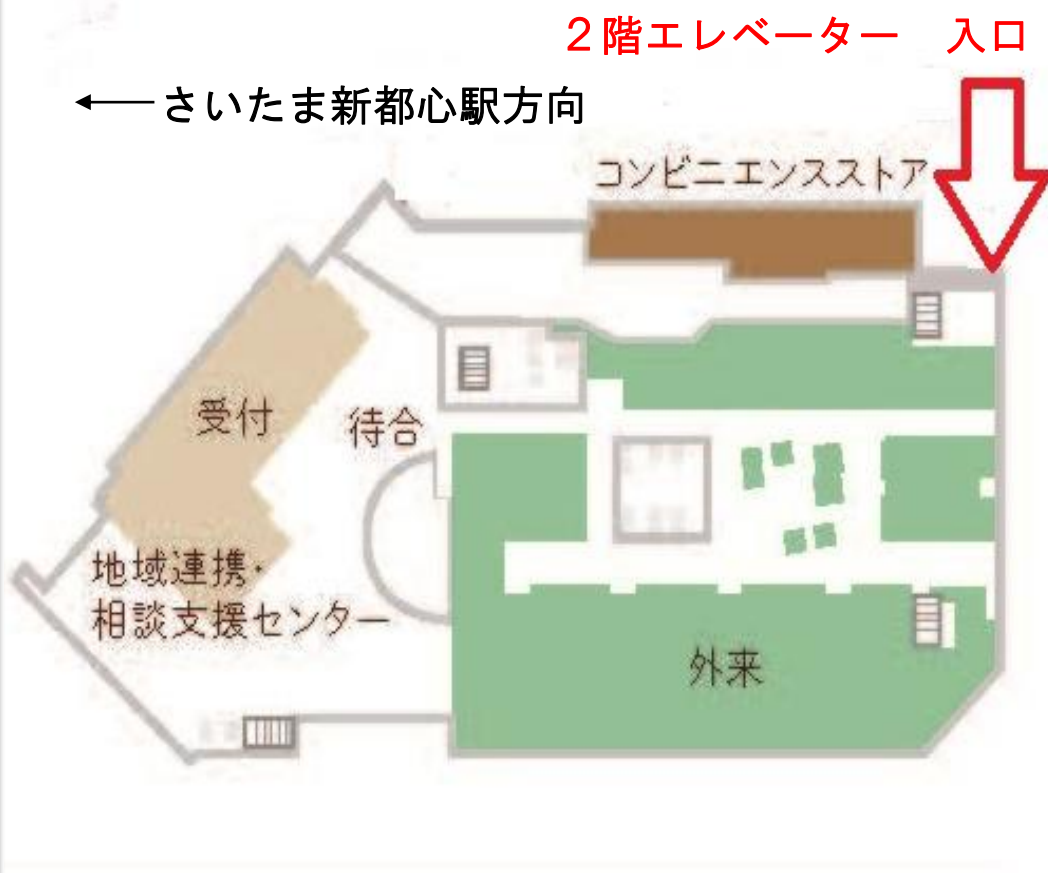 ２階エレベーター　入口
←さいたま新都心駅方向
コンビニエンスストア
受付
待合
地域連携・
相談支援センター
外来